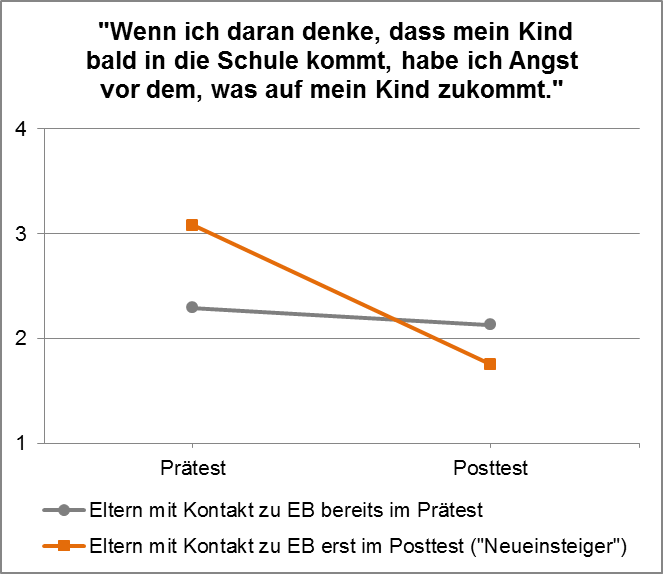 "Wenn ich daran denke, dass mein Kind
bald in die Schule kommt, habe ich Angst
vor dem, was auf mein Kind zukommt."
4
3
2
1
Prätest Posttest
Eltern mit Kontakt zu EB bereits im Prätest
Eltern mit Kontakt zu EB erst im Posttest ("Neueinsteiger")